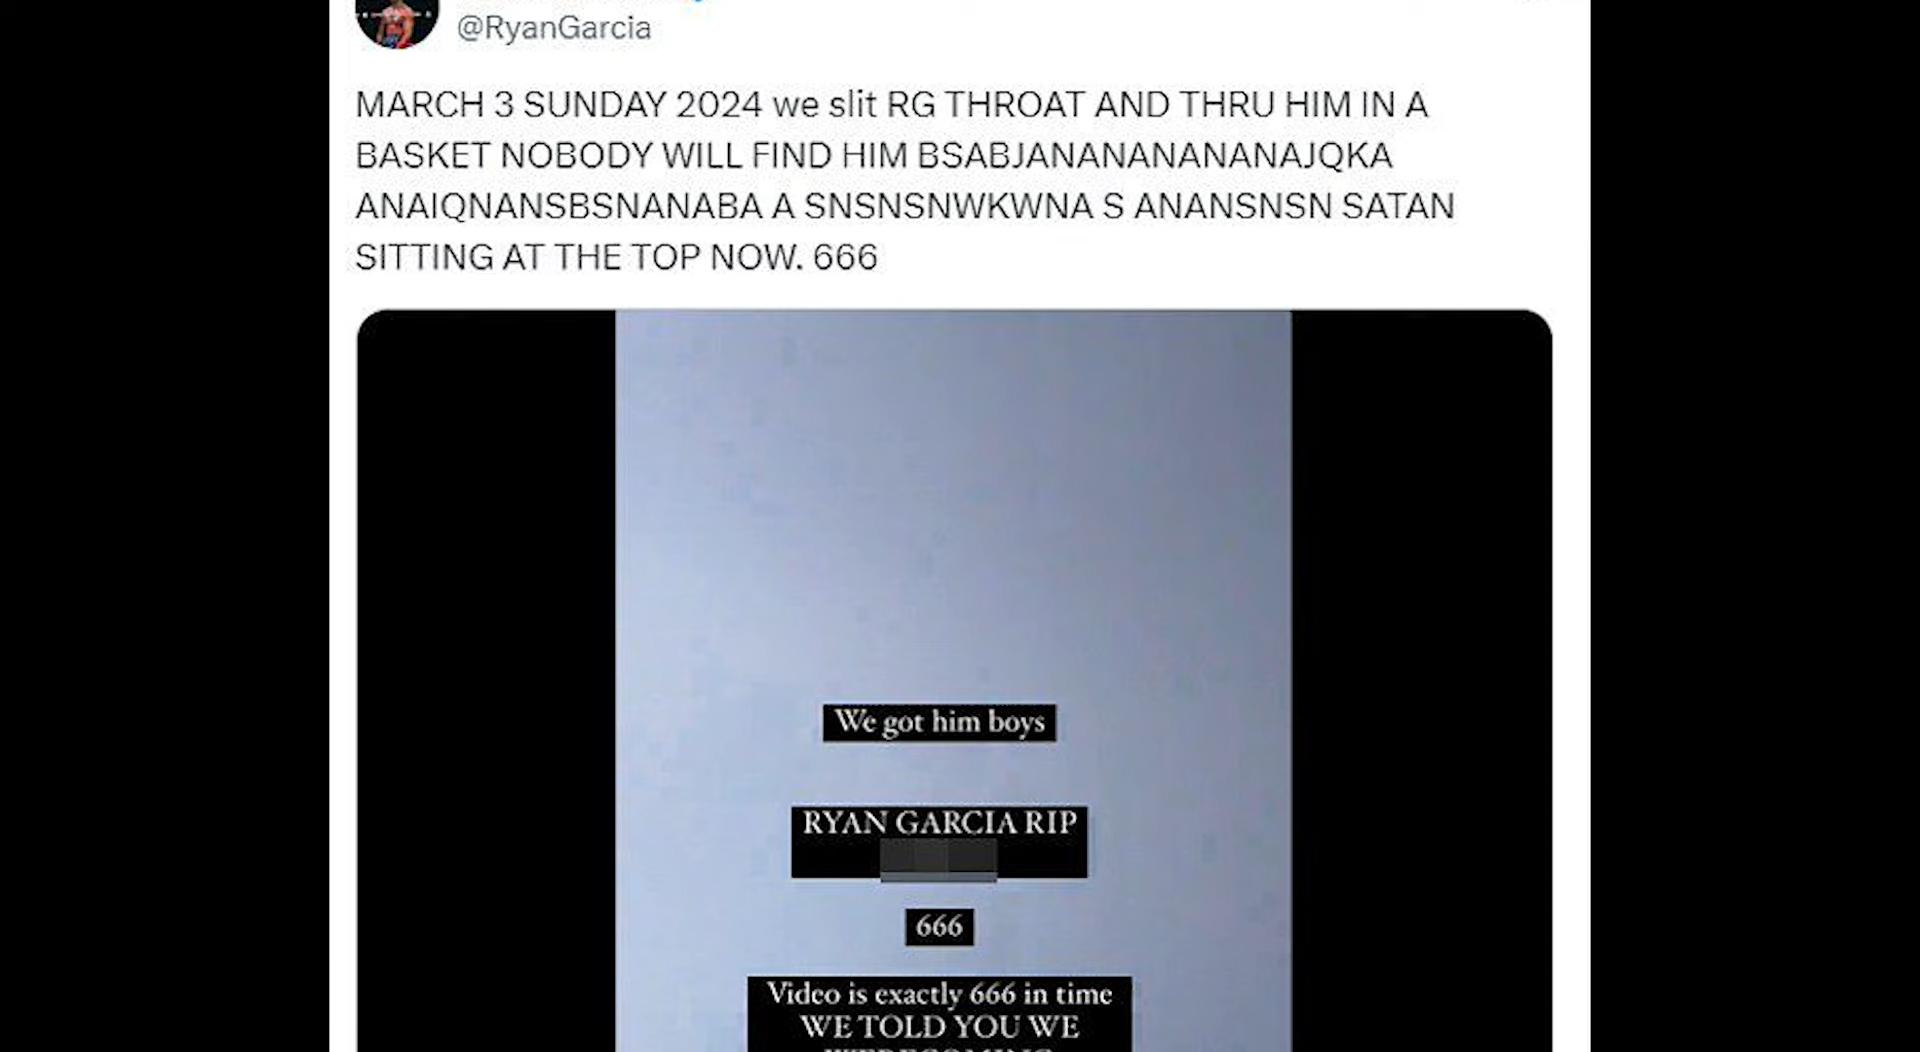 @RyanGarcia
MARCH 3 SUNDAY 2024 we slit RG THROAT AND THRU HIM IN A
BASKET NOBODY WILL FIND HIM BSABJANANANANANAJQKA
ANAIQNANSBSNANABA A SNSNSNWKWNA S ANANSNSN SATAN
SITTING AT THE TOP NOW. 666
We got him boys
RYAN GARCIA RIP
666
Video is exactly 666 in time
WE TOLD YOU WE